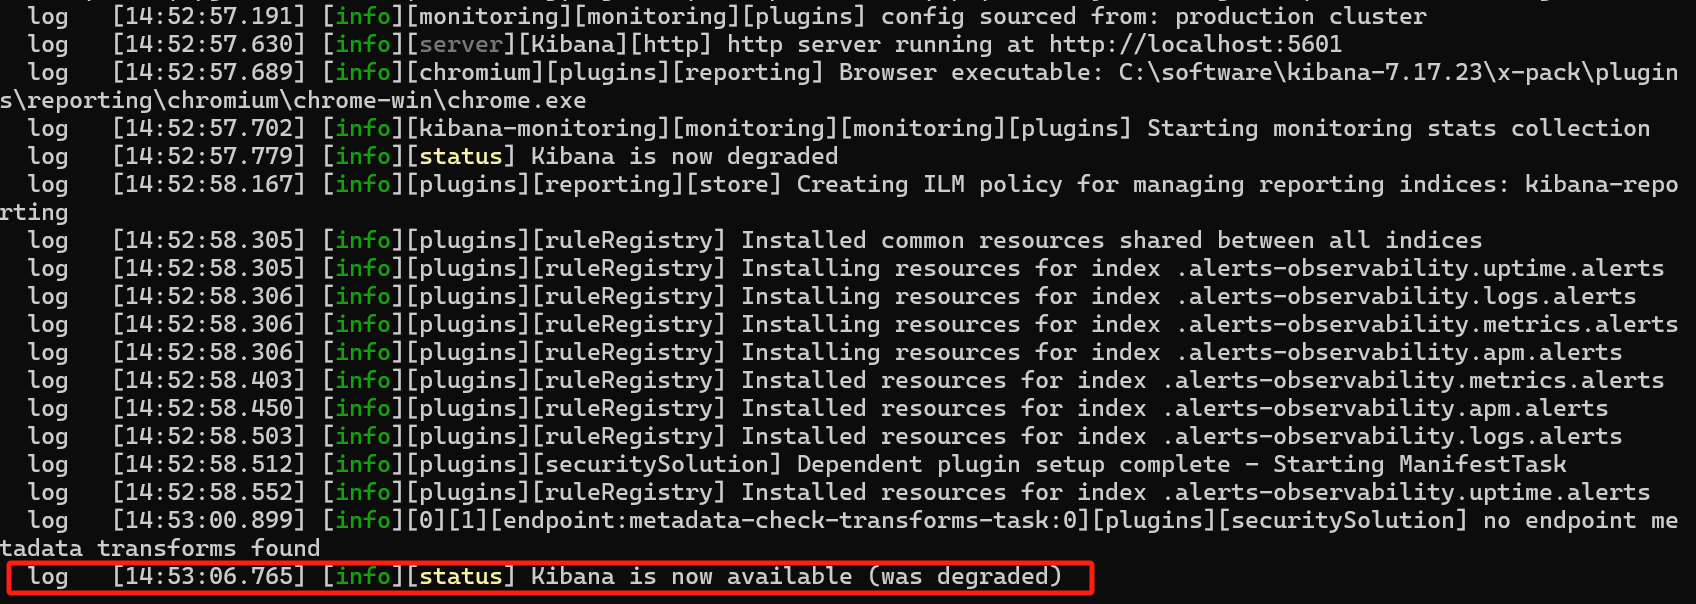 log   [14:52:57.191] [info][monitoring][monitoring][plugins] config sourced from: production cluster
log   [14:52:57.630] [info][server][Kibana][http] http server running at http://localhost:5601
log   [14:52:57.689] [info][chromium][plugins][reporting] Browser executable: C:\software\kibana-7.17.23\x-pack\plugin
s\reporting\chromium\chrome-win\chrome.exe
log   [14:52:57.702] [info][kibana-monitoring][monitoring][monitoring][plugins] Starting monitoring stats collection
log   [14:52:57.779] [info][status] Kibana is now degraded
log   [14:52:58.167] [info][plugins][reporting][store] Creating ILM policy for managing reporting indices: kibana-repo
rting
log   [14:52:58.305] [info][plugins][ruleRegistry] Installed common resources shared between all indices
log   [14:52:58.305] [info][plugins][ruleRegistry] Installing resources for index .alerts-observability.uptime.alerts
log   [14:52:58.306] [info][plugins][ruleRegistry] Installing resources for index .alerts-observability.logs.alerts
log   [14:52:58.306] [info][plugins][ruleRegistry] Installing resources for index .alerts-observability.metrics.alerts
log   [14:52:58.306] [info][plugins][ruleRegistry] Installing resources for index .alerts-observability.apm.alerts
log   [14:52:58.403] [info][plugins][ruleRegistry] Installed resources for index .alerts-observability.metrics.alerts
log   [14:52:58.450] [info][plugins][ruleRegistry] Installed resources for index .alerts-observability.apm.alerts
log   [14:52:58.503] [info][plugins][ruleRegistry] Installed resources for index .alerts-observability.logs.alerts
log   [14:52:58.512] [info][plugins][securitySolution] Dependent plugin setup complete - Starting ManifestTask
log   [14:52:58.552] [info][plugins][ruleRegistry] Installed resources for index .alerts-observability.uptime.alerts
log   [14:53:00.899] [info][0][1][endpoint:metadata-check-transforms-task:0][plugins][securitySolution] no endpoint me
tadata transforms found
log   [14:53:06.765] [info][status] Kibana is now available (was degraded)